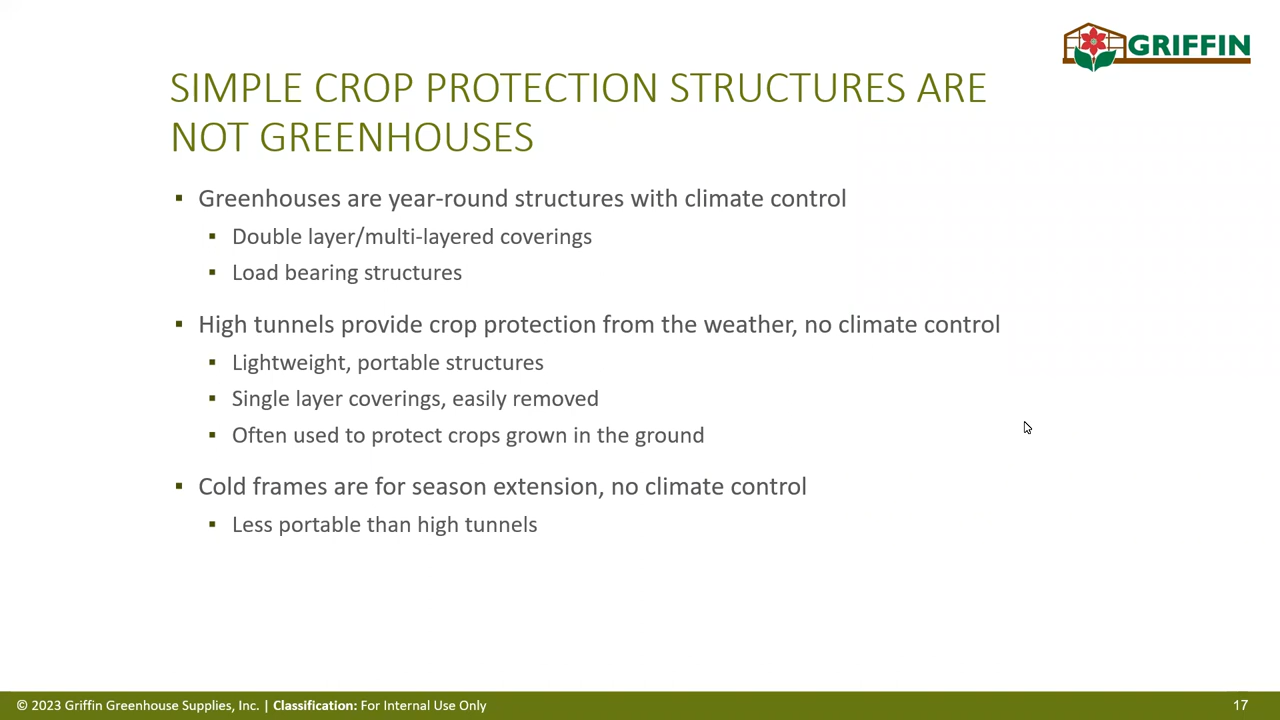 GRIFFIN
SIMPLE CROP PROTECTION STRUCTURES ARE
NOT GREENHOUSES
▪ Greenhouses are year-round structures with climate control
▪ Double layer/multi-layered coverings
▪ Load bearing structures
▪ High tunnels provide crop protection from the weather, no climate control
▪ Lightweight, portable structures
▪ Single layer coverings, easily removed
▪ Often used to protect crops grown in the ground
▪ Cold frames are for season extension, no climate control
▪ Less portable than high tunnels
© 2023 Griffin Greenhouse Supplies, Inc. | Classification: For Internal Use Only
17